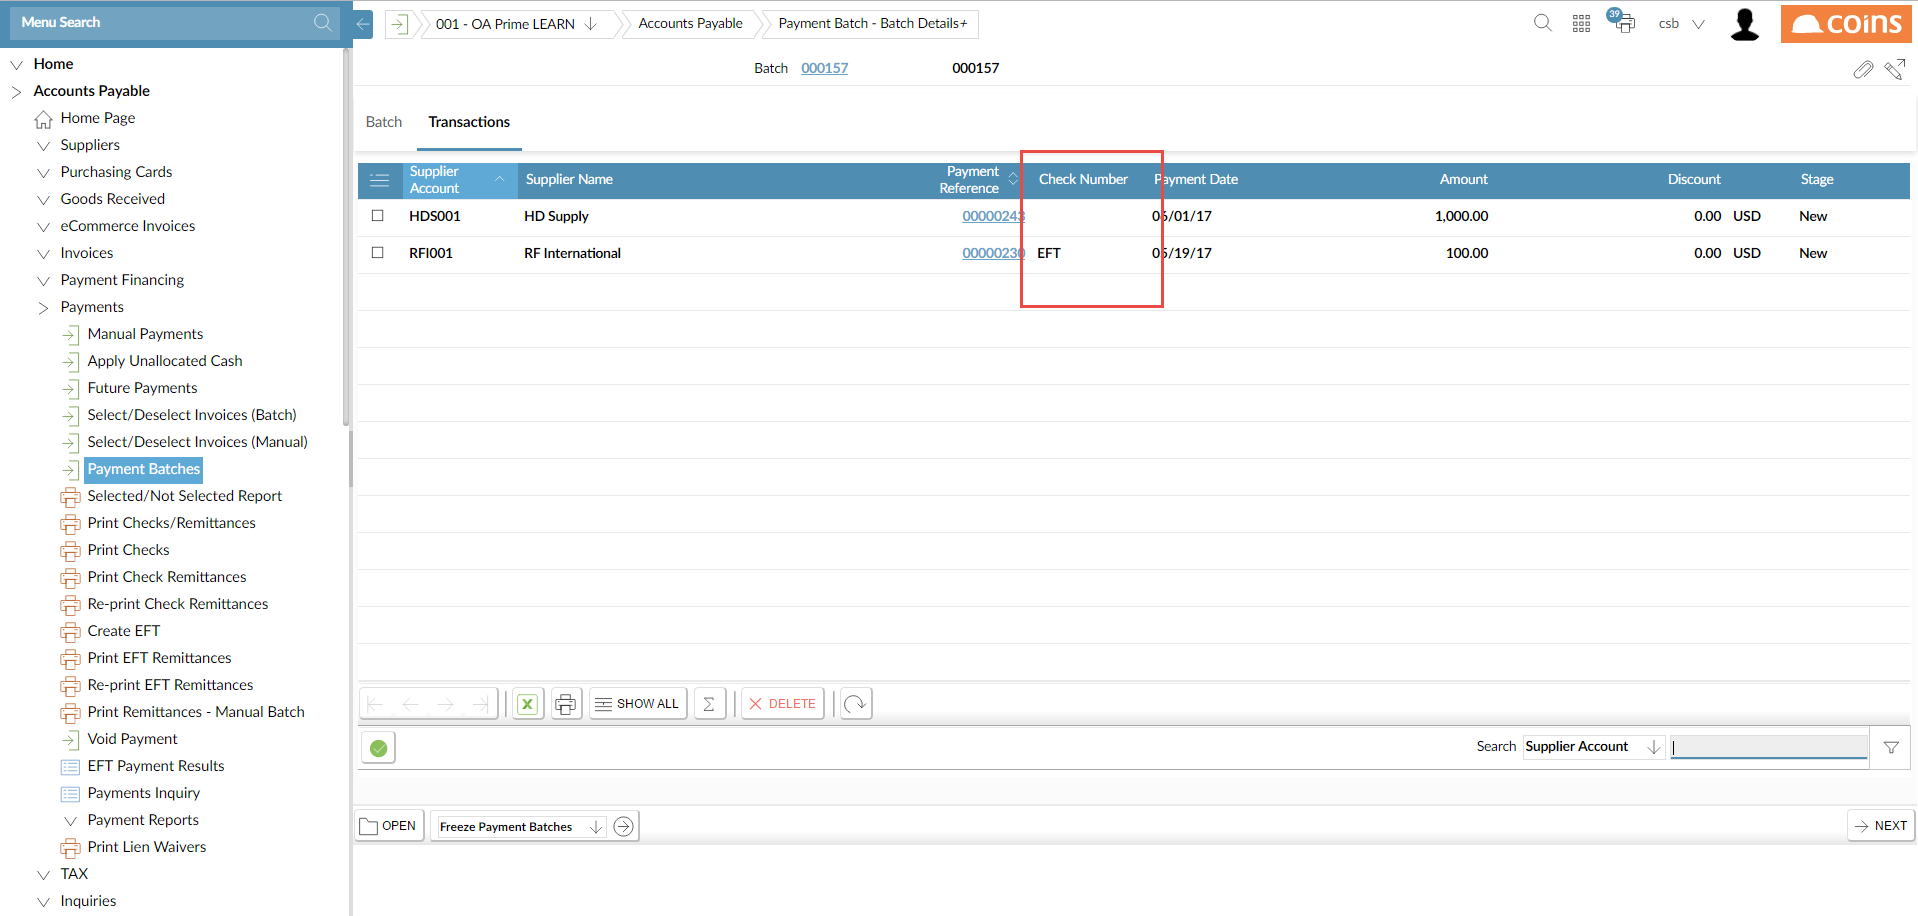 Menu Search
001 - OA Prime LEARN
Accounts Payable
Payment Batch - Batch Details+
39
csb
coins
Batch 000157 000157
Home
Accounts Payable
Home Page
Suppliers
Purchasing Cards
Goods Received
eCommerce Invoices
Invoices
Payment Financing
Payments
Manual Payments
Apply Unallocated Cash
Future Payments
Select/Deselect Invoices (Batch)
Select/Deselect Invoices (Manual)
Payment Batches
Selected/Not Selected Report
Print Checks/Remittances
Print Checks
Print Check Remittances
Re-print Check Remittances
Create EFT
Print EFT Remittances
Re-print EFT Remittances
Print Remittances - Manual Batch
Void Payment
EFT Payment Results
Payments Inquiry
Payment Reports
Print Lien Waivers
TAX
Inquiries
Batch Transactions
Supplier Account Supplier Name Payment Reference Check Number Payment Date Amount Discount Stage
HDS001 HD Supply 00000243 05/01/17 1,000.00 0.00 USD New
RFI001 RF International 00000230 EFT 05/19/17 100.00 0.00 USD New
SHOW ALL
DELETE
Search Supplier Account
OPEN
Freeze Payment Batches
NEXT